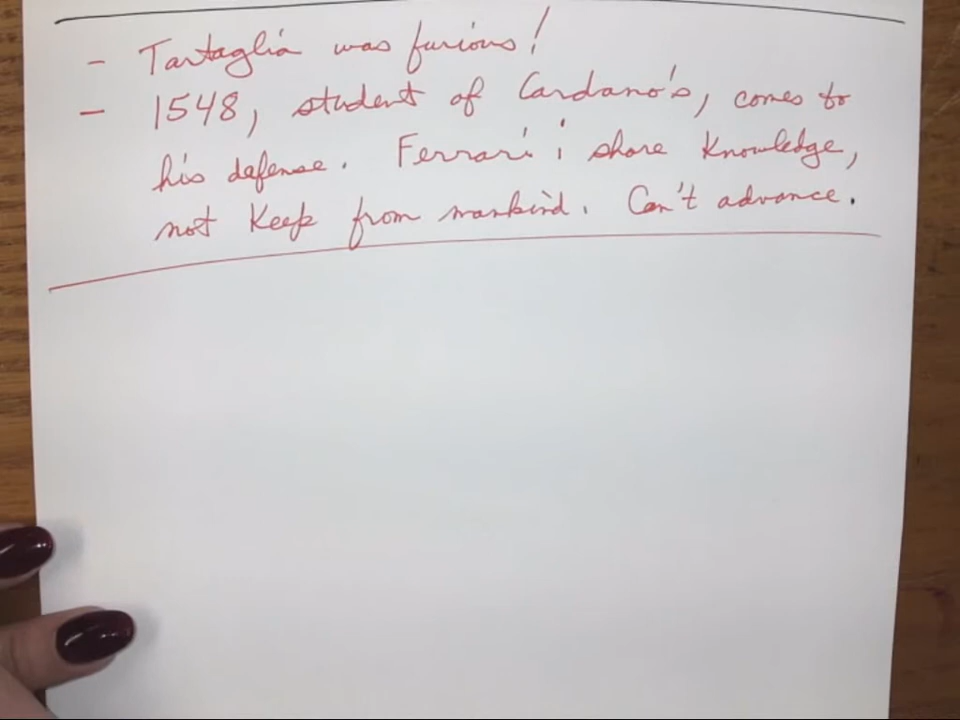 - Tartaglia was furious!
- 1548, student of Cardano's, comes to
his defense. Ferrari : share knowledge,
not keep from mankind. Can't advance.